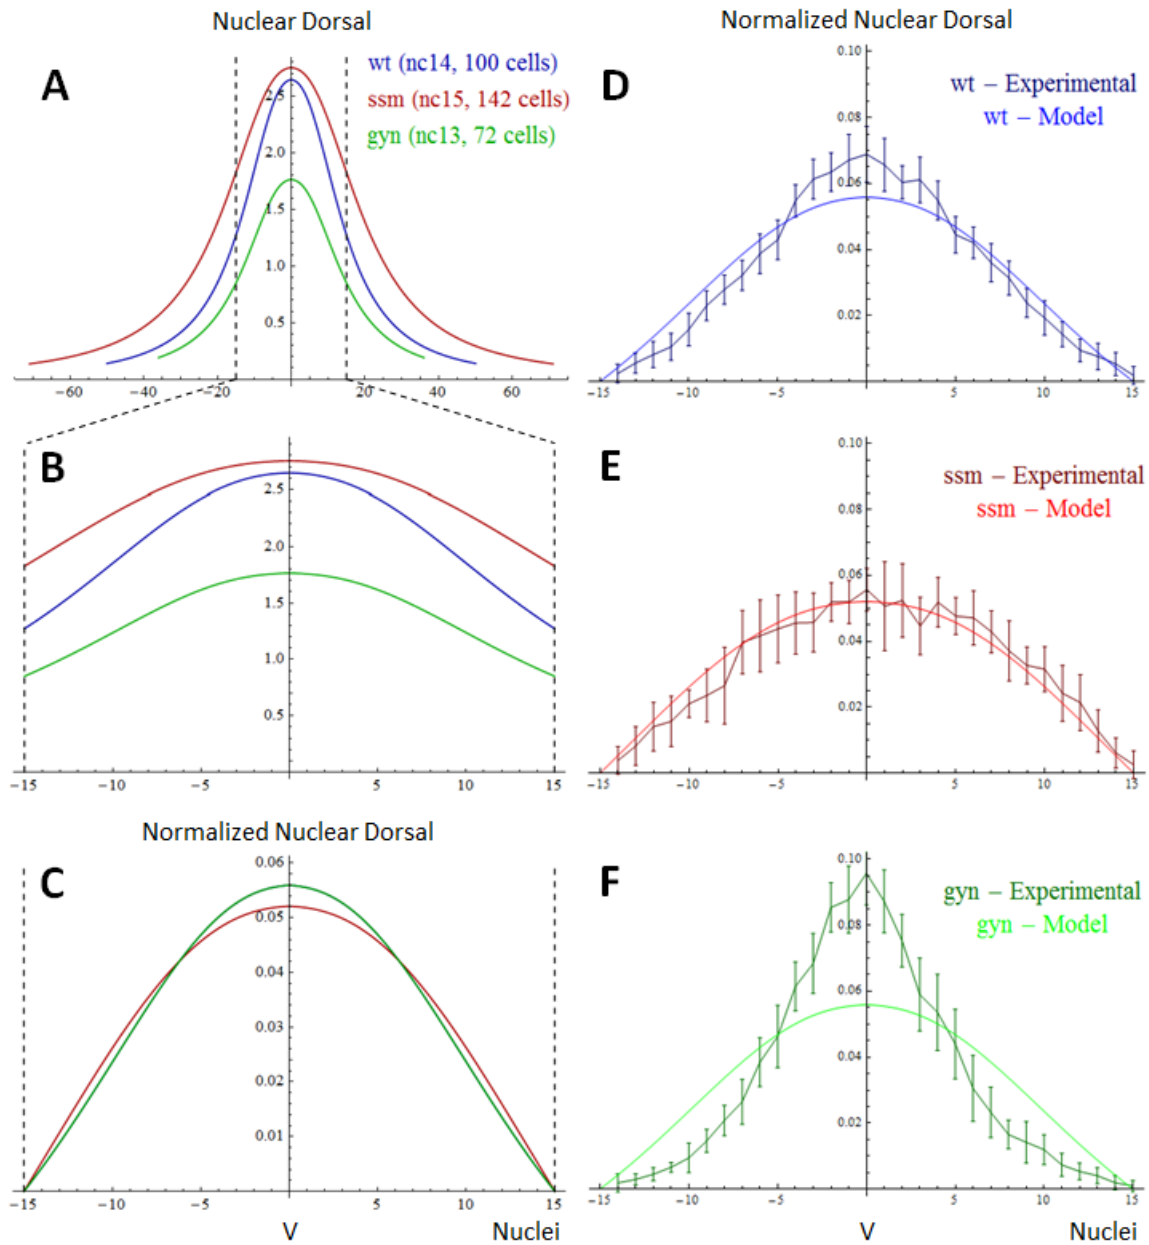 Nuclear Dorsal
A
wt (nc14, 100 cells)
ssm (nc15, 142 cells)
gyn (nc13, 72 cells)
2.5
2.0
1.5
1.0
0.5
−60 −40 −20 20 40 60
B
2.5
2.0
1.5
1.0
0.5
−15 −10 −5 5 10 15
Normalized Nuclear Dorsal
C
0.06
0.05
0.04
0.03
0.02
0.01
−15 −10 −5 5 10 15
V Nuclei
Normalized Nuclear Dorsal
D
wt – Experimental
wt – Model
0.10
0.08
0.06
0.04
0.02
−15 −10 −5 5 10 15
E
ssm – Experimental
ssm – Model
0.10
0.08
0.06
0.04
0.02
−15 −10 −5 5 10 15
F
gyn – Experimental
gyn – Model
0.10
0.08
0.06
0.04
0.02
−15 −10 −5 5 10 15
V Nuclei